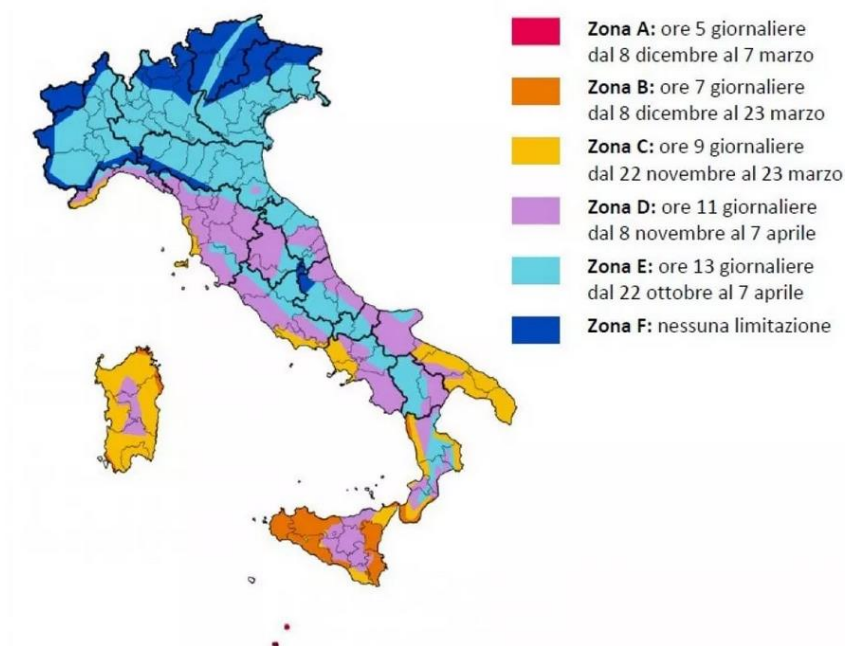 Zona A: ore 5 giornaliere
dal 8 dicembre al 7 marzo
Zona B: ore 7 giornaliere
dal 8 dicembre al 23 marzo
Zona C: ore 9 giornaliere
dal 22 novembre al 23 marzo
Zona D: ore 11 giornaliere
dal 8 novembre al 7 aprile
Zona E: ore 13 giornaliere
dal 22 ottobre al 7 aprile
Zona F: nessuna limitazione